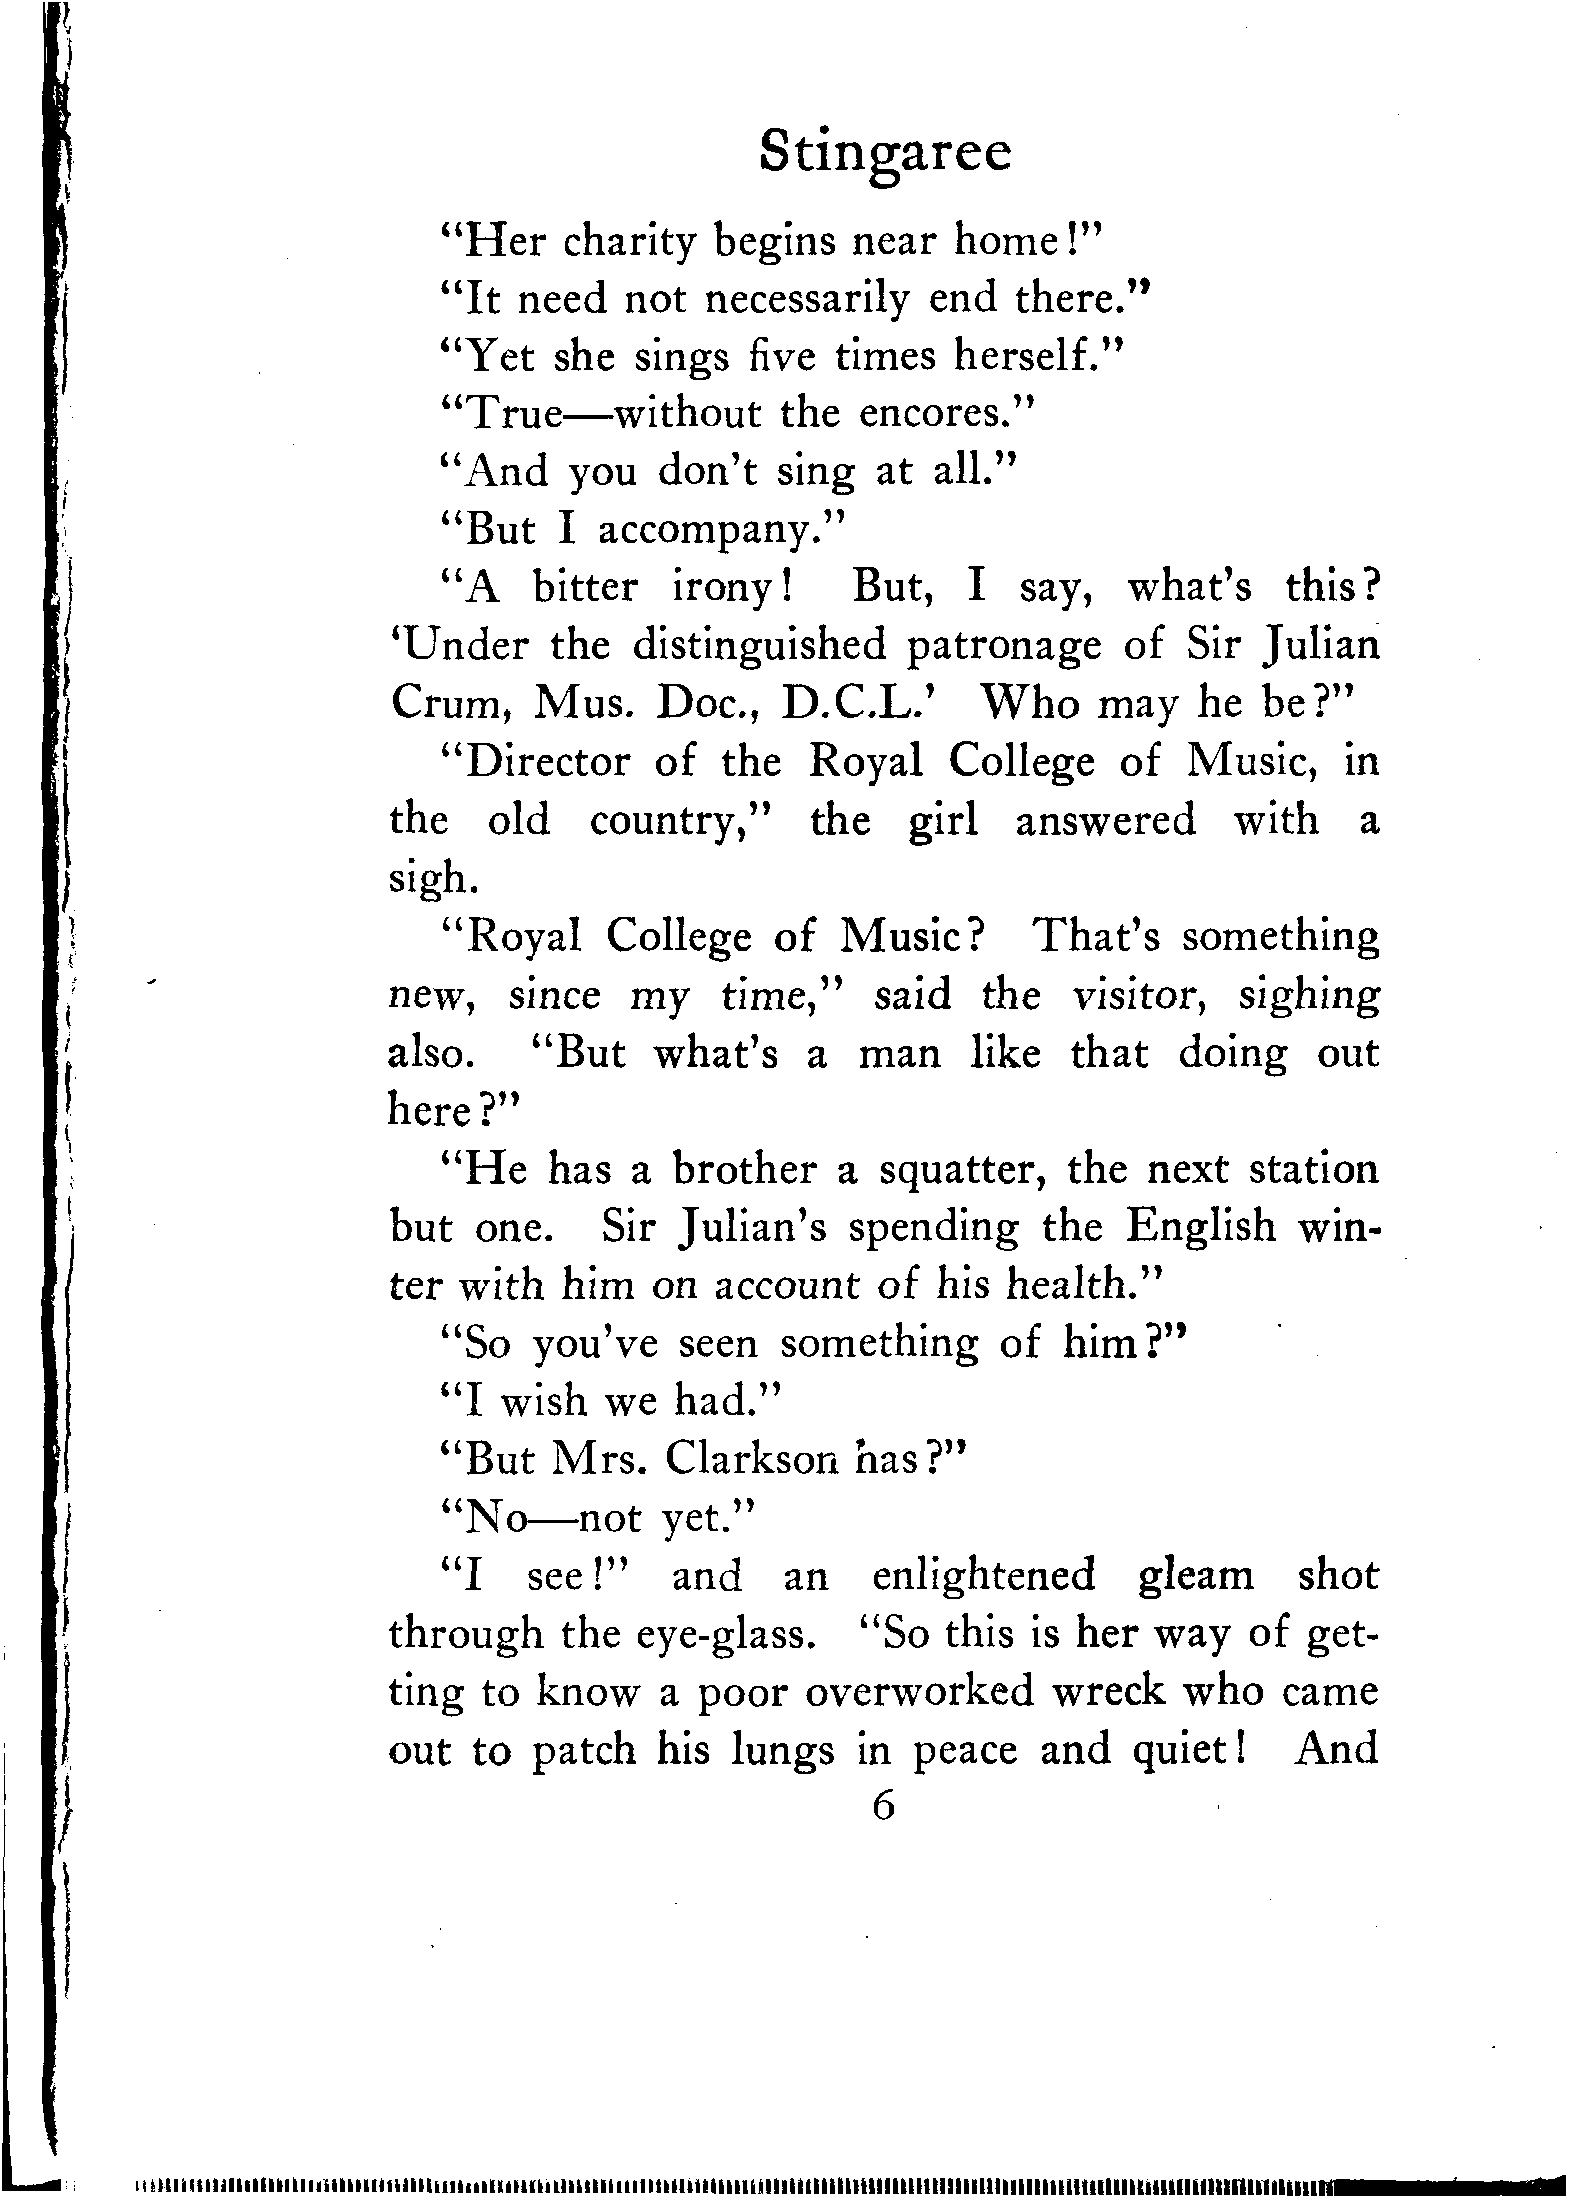 Stingaree
“Her charity begins near home!”
“It need not necessarily end there.”
“Yet she sings five times herself.”
“True—without the encores.”
“And you don’t sing at all.”
“But I accompany.”
“A bitter irony! But, I say, what’s this?
‘Under the distinguished patronage of Sir Julian
Crum, Mus. Doc., D.C.L.’ Who may he be?”
“Director of the Royal College of Music, in
the old country,” the girl answered with a
sigh.
“Royal College of Music? That’s something
new, since my time,” said the visitor, sighing
also. “But what’s a man like that doing out
here?”
“He has a brother a squatter, the next station
but one. Sir Julian’s spending the English win-
ter with him on account of his health.”
“So you’ve seen something of him?”
“I wish we had.”
“But Mrs. Clarkson has?”
“No—not yet.”
“I see!” and an enlightened gleam shot
through the eye-glass. “So this is her way of get-
ting to know a poor overworked wreck who came
out to patch his lungs in peace and quiet! And
6